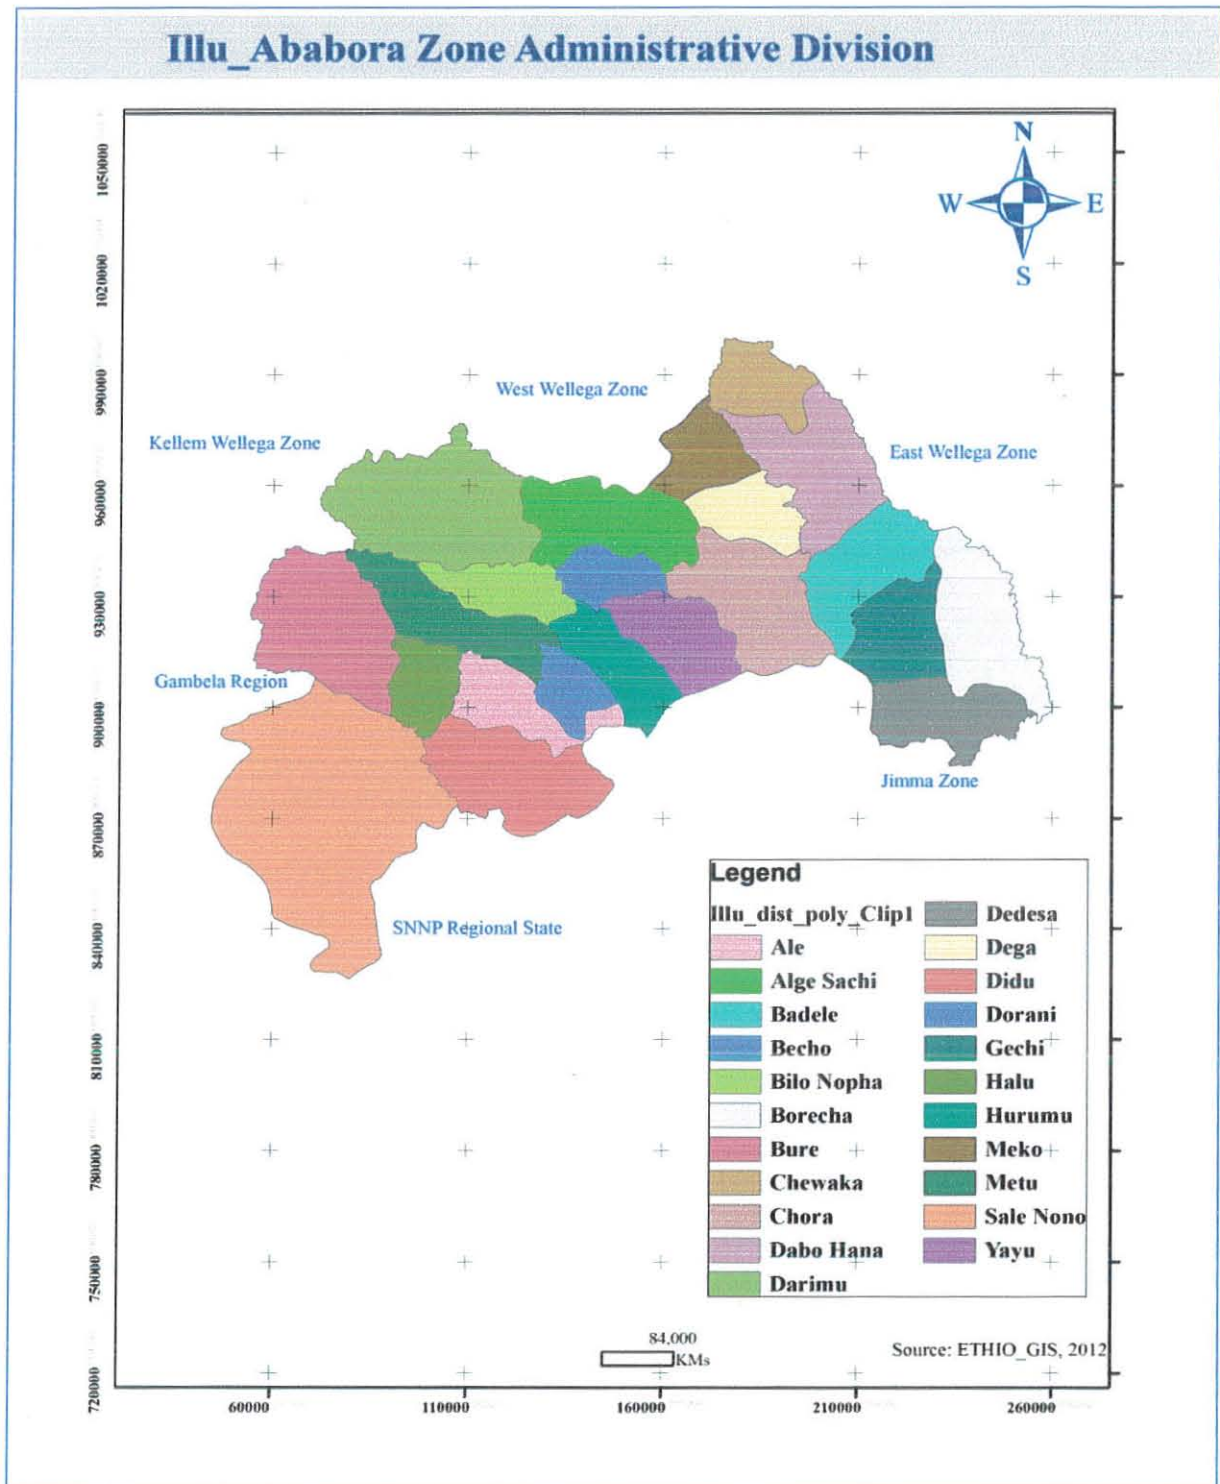 Illu_Ababora Zone Administrative Division
N
W E
S
1050000
1020000
990000
960000
930000
900000
870000
840000
810000
780000
750000
720000
West Wellega Zone
Kellem Wellega Zone
East Wellega Zone
Gambela Region
Jimma Zone
SNNP Regional State
Legend
Illu_dist_poly_Clip1
Ale
Alge Sachi
Badele
Becho
Bilo Nopha
Borecha
Bure
Chewaka
Chora
Dabo Hana
Darimu
Dedesa
Dega
Didu
Dorani
Gechi
Halu
Hurumu
Meko
Metu
Sale Nono
Yayu
84,000
KMs
Source: ETHIO_GIS, 2012
60000 110000 160000 210000 260000